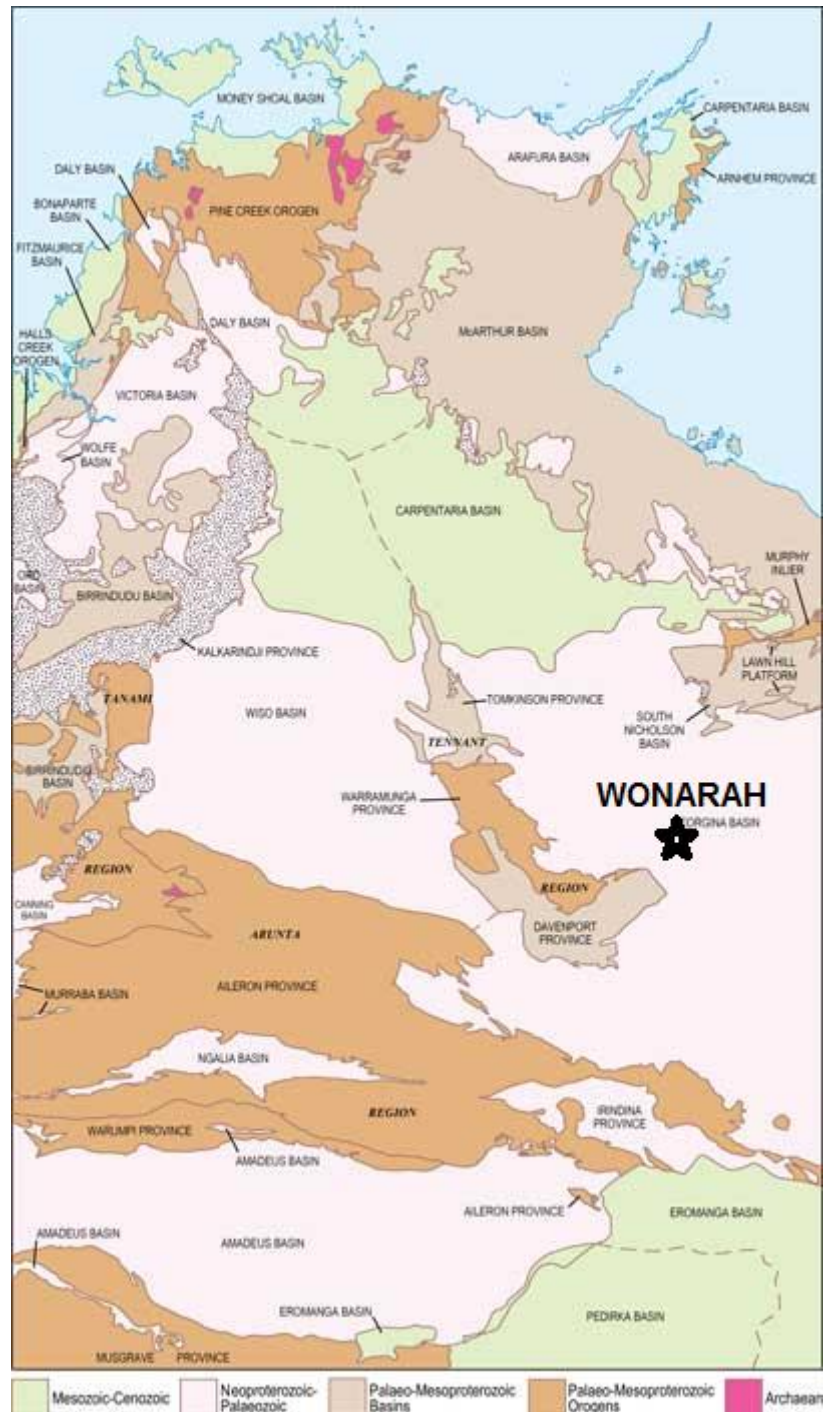 MONEY SHOAL BASIN
CARPENTARIA BASIN
DALY BASIN
ARAFURA BASIN
ARNHEM PROVINCE
BONAPARTE
BASIN
PINE CREEK OROGEN
FITZMAURICE
BASIN
HALLS
CREEK
OROGEN
DALY BASIN
McARTHUR BASIN
VICTORIA BASIN
WOLFE
BASIN
CARPENTARIA BASIN
ORD
BASIN
BIRRINDUDU BASIN
MURPHY
INLIER
KALKARINDJI PROVINCE
LAWN HILL
PLATFORM
TANAMI
WISO BASIN
TOMKINSON PROVINCE
SOUTH
NICHOLSON
BASIN
TENNANT
BIRRINDUDU
BASIN
WARRAMUNGA
PROVINCE
WONARAH
EORGINA BASIN
REGION
REGION
CANNING
BASIN
DAVENPORT
PROVINCE
ARUNTA
AILERON PROVINCE
MURRABA BASIN
NGALIA BASIN
REGION
IRINDINA
PROVINCE
WARUMPI PROVINCE
AMADEUS BASIN
AILERON PROVINCE
EROMANGA BASIN
AMADEUS BASIN
AMADEUS BASIN
EROMANGA BASIN
PEDIRKA BASIN
MUSGRAVE PROVINCE
Mesozoic-Cenozoic
Neoproterozoic-
Palaeozoic
Palaeo-Mesoproterozoic
Basins
Palaeo-Mesoproterozoic
Orogens
Archaean